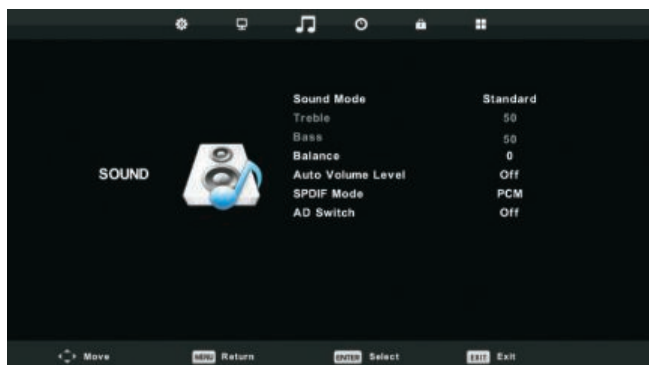 Sound Mode Standard
Treble 50
Bass 50
Balance 0
SOUND
Auto Volume Level Off
SPDIF Mode PCM
AD Switch Off
Move MENU Return ENTER Select EXIT Exit